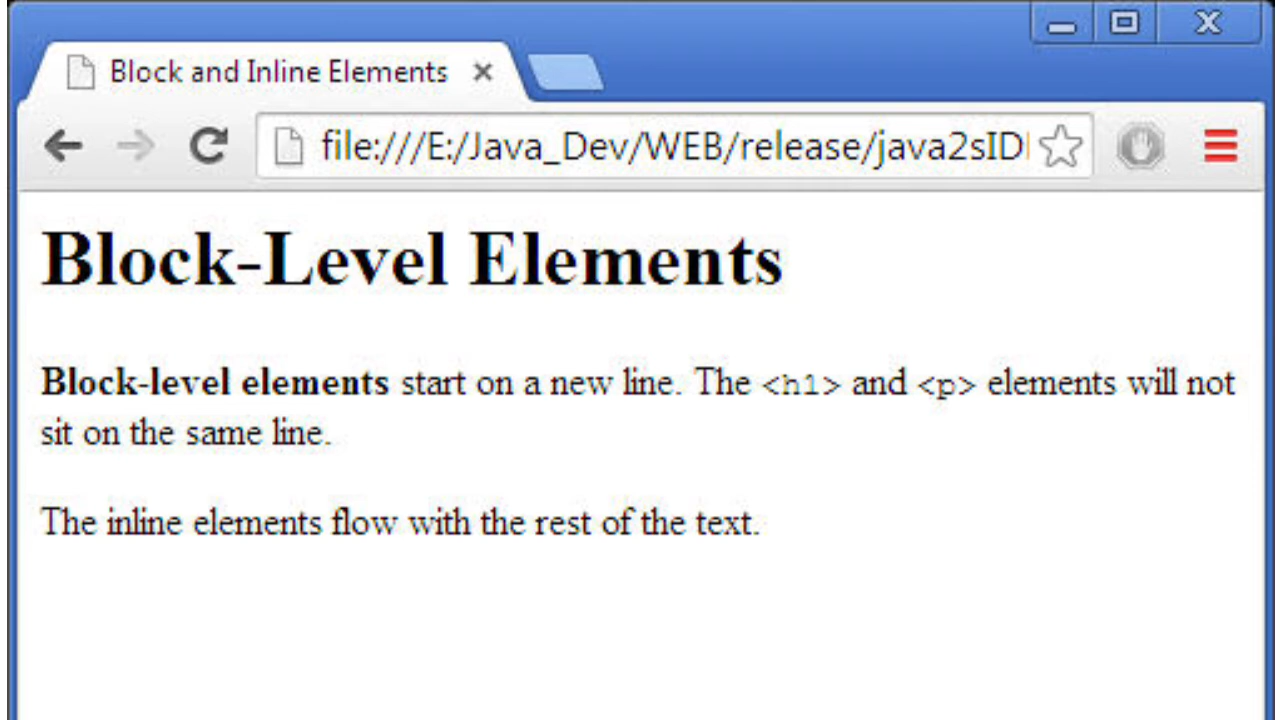 Block and Inline Elements
file:///E:/Java_Dev/WEB/release/java2sID
Block-Level Elements
Block-level elements start on a new line. The <h1> and <p> elements will not
sit on the same line.
The inline elements flow with the rest of the text.